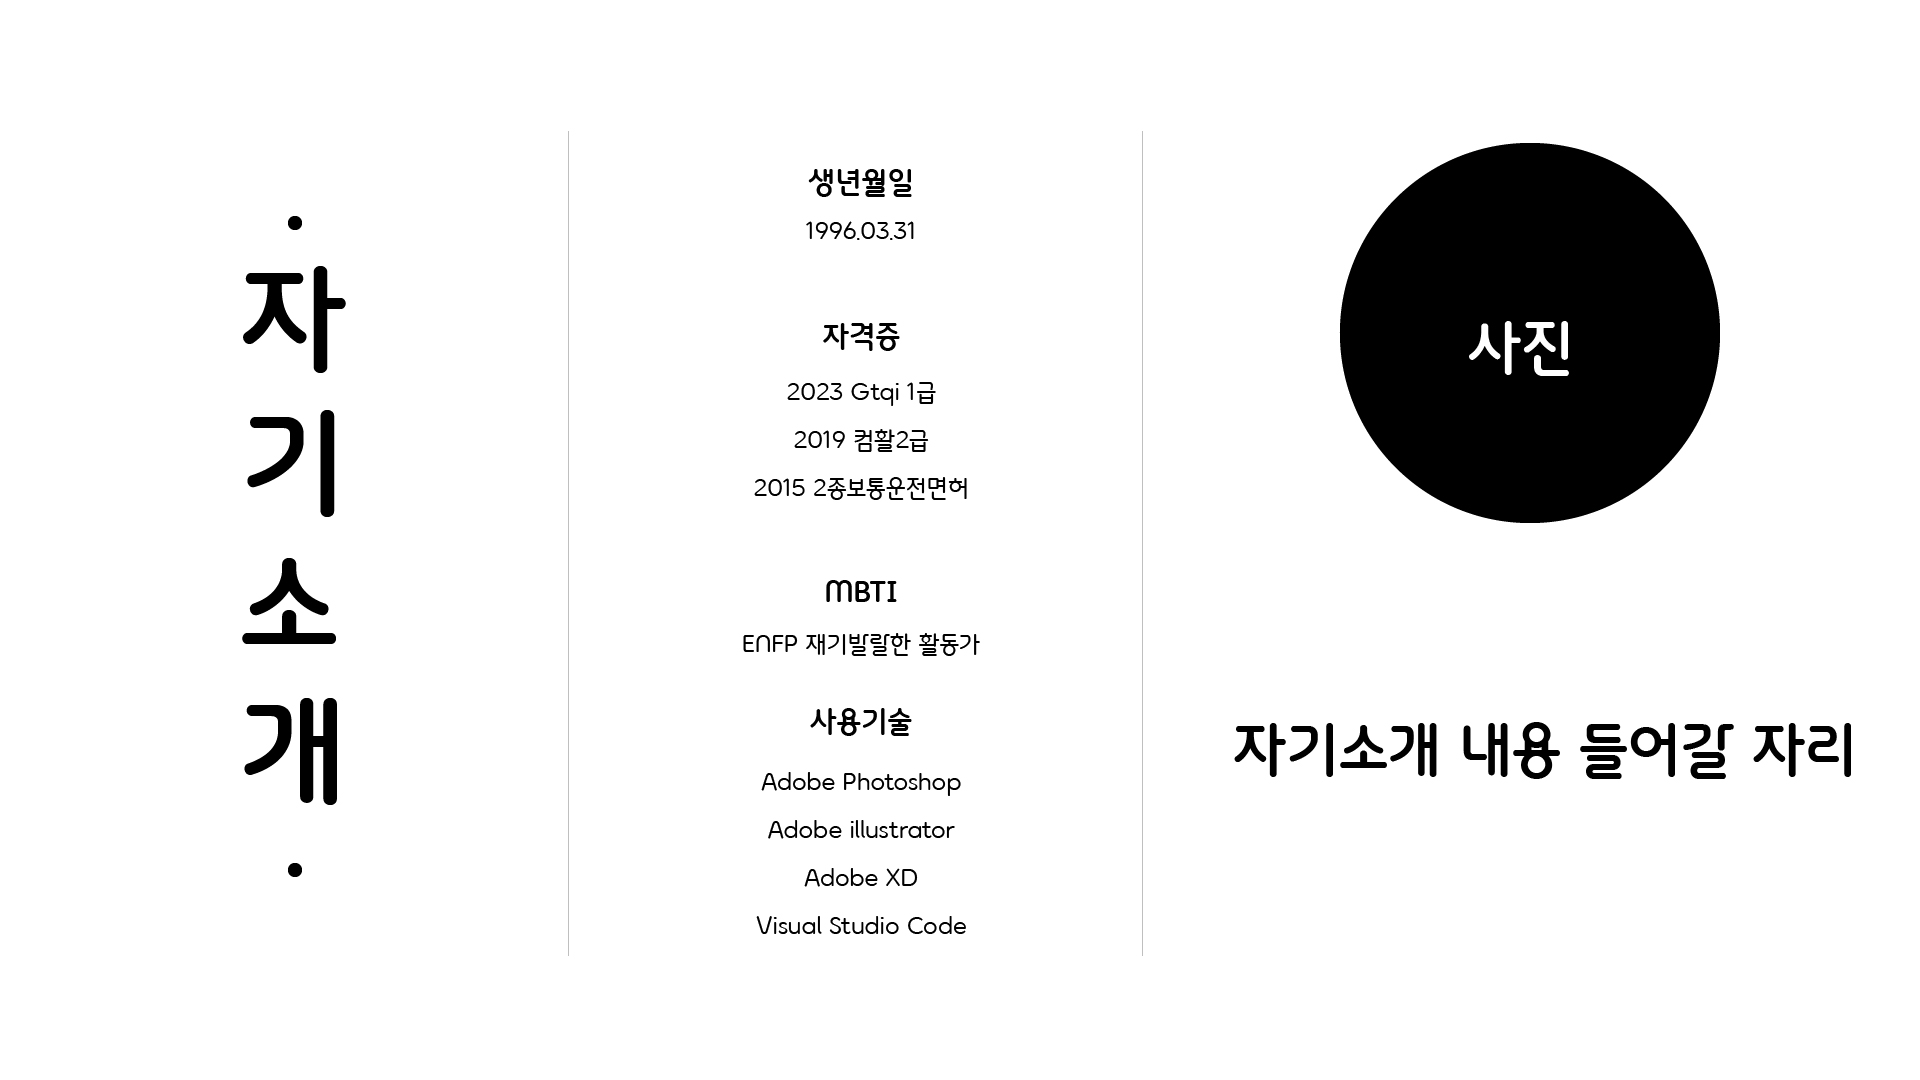 · 자기소개 ·
생년월일
1996.03.31
자격증
2023 Gtqi 1급
2019 컴활2급
2015 2종보통운전면허
MBTI
ENFP 재기발랄한 활동가
사용기술
Adobe Photoshop
Adobe illustrator
Adobe XD
Visual Studio Code
사진
자기소개 내용 들어갈 자리